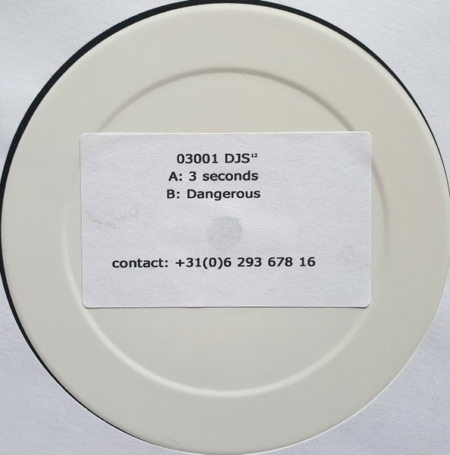 03001 DJS¹²
A: 3 seconds
B: Dangerous
contact: +31(0)6 293 678 16